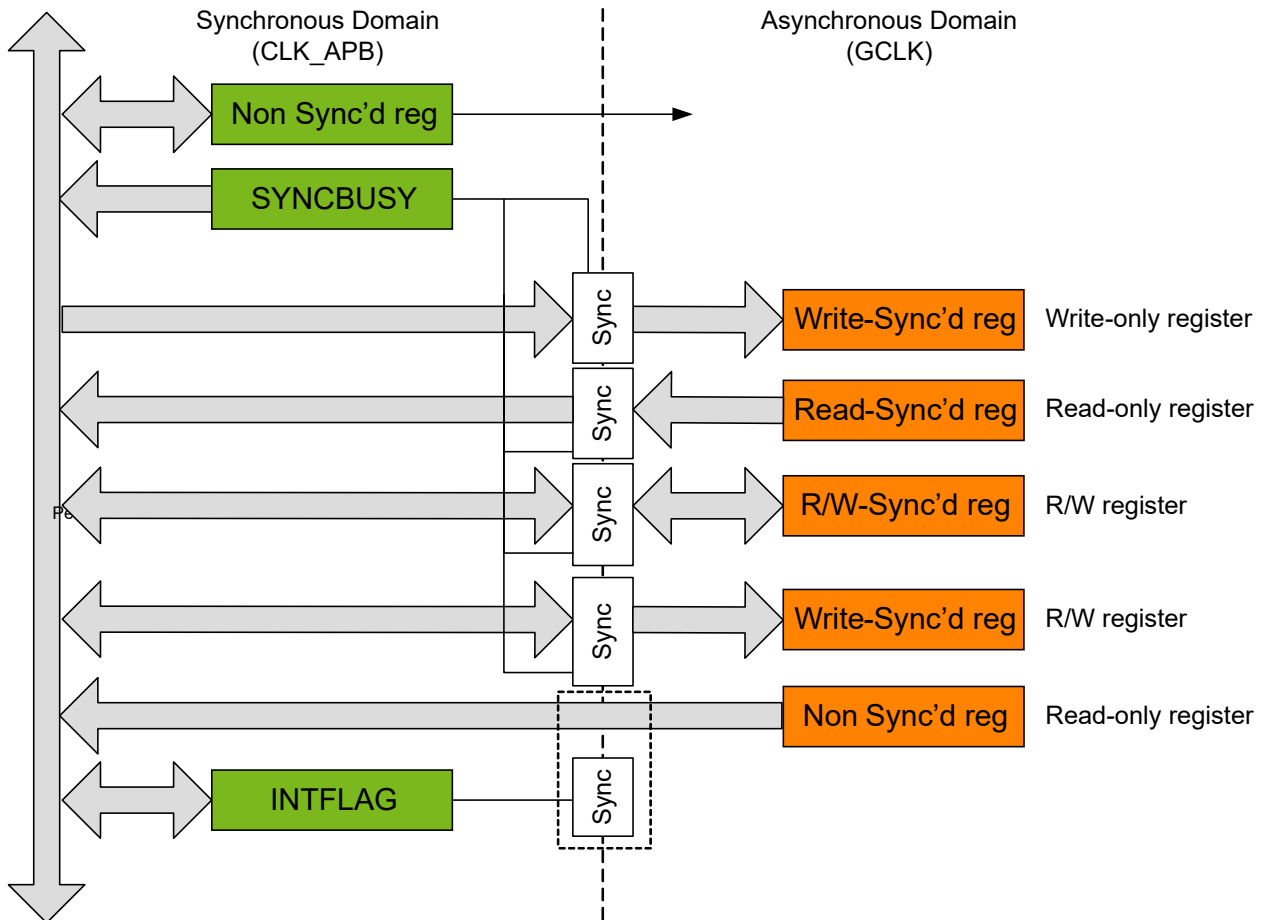 Synchronous Domain
(CLK_APB)
Asynchronous Domain
(GCLK)
Non Sync’d reg
SYNCBUSY
Sync
Write-Sync’d reg
Write-only register
Sync
Read-Sync’d reg
Read-only register
Sync
R/W-Sync’d reg
R/W register
Sync
Write-Sync’d reg
R/W register
Non Sync’d reg
Read-only register
INTFLAG
Sync